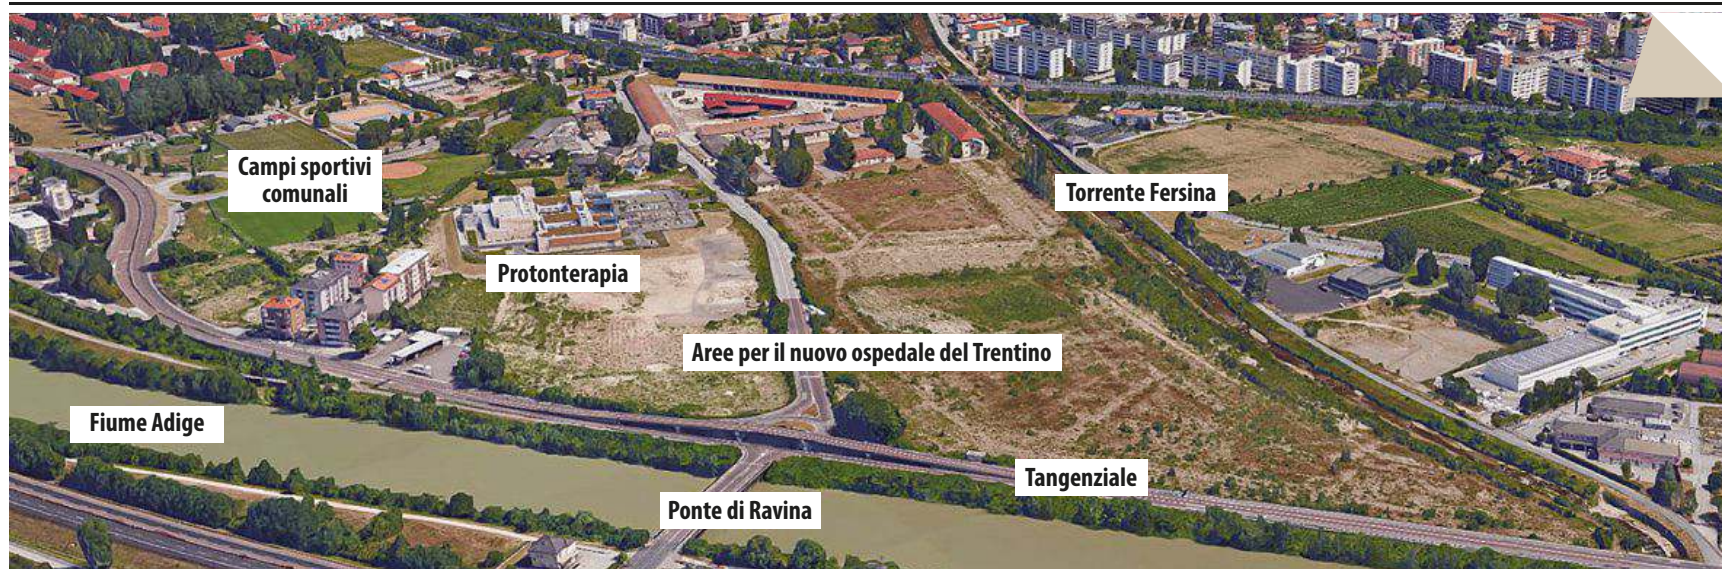 Campi sportivi
comunali
Torrente Fersina
Protonterapia
Aree per il nuovo ospedale del Trentino
Fiume Adige
Tangenziale
Ponte di Ravina